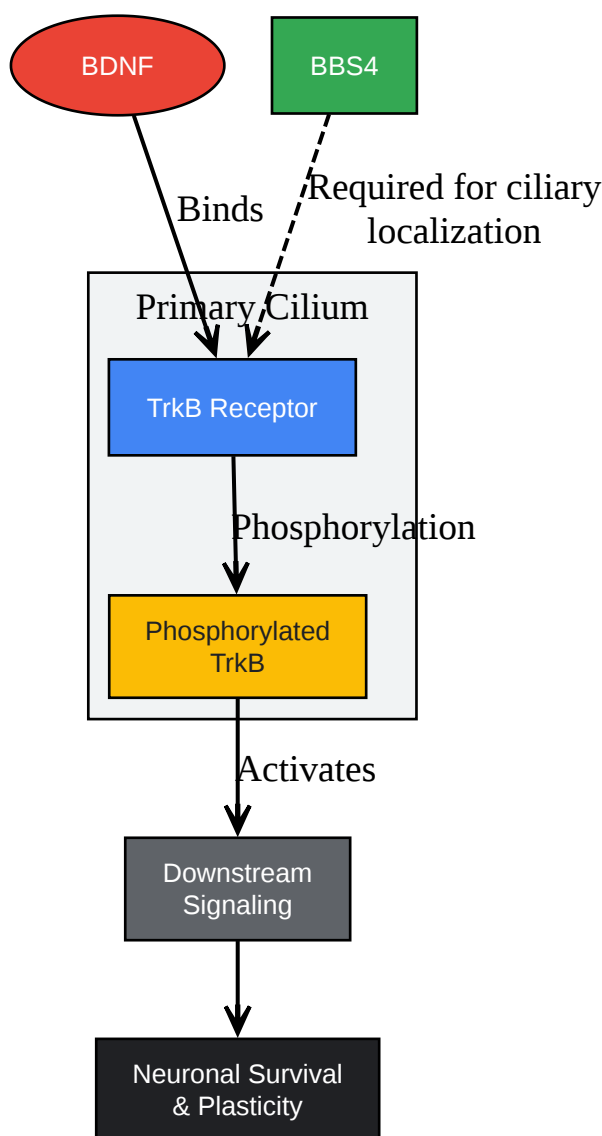 BDNF
BBS4
Binds
Required for ciliary
localization
Primary Cilium
TrkB Receptor
Phosphorylation
Phosphorylated
TrkB
Activates
Downstream
Signaling
Neuronal Survival
& Plasticity